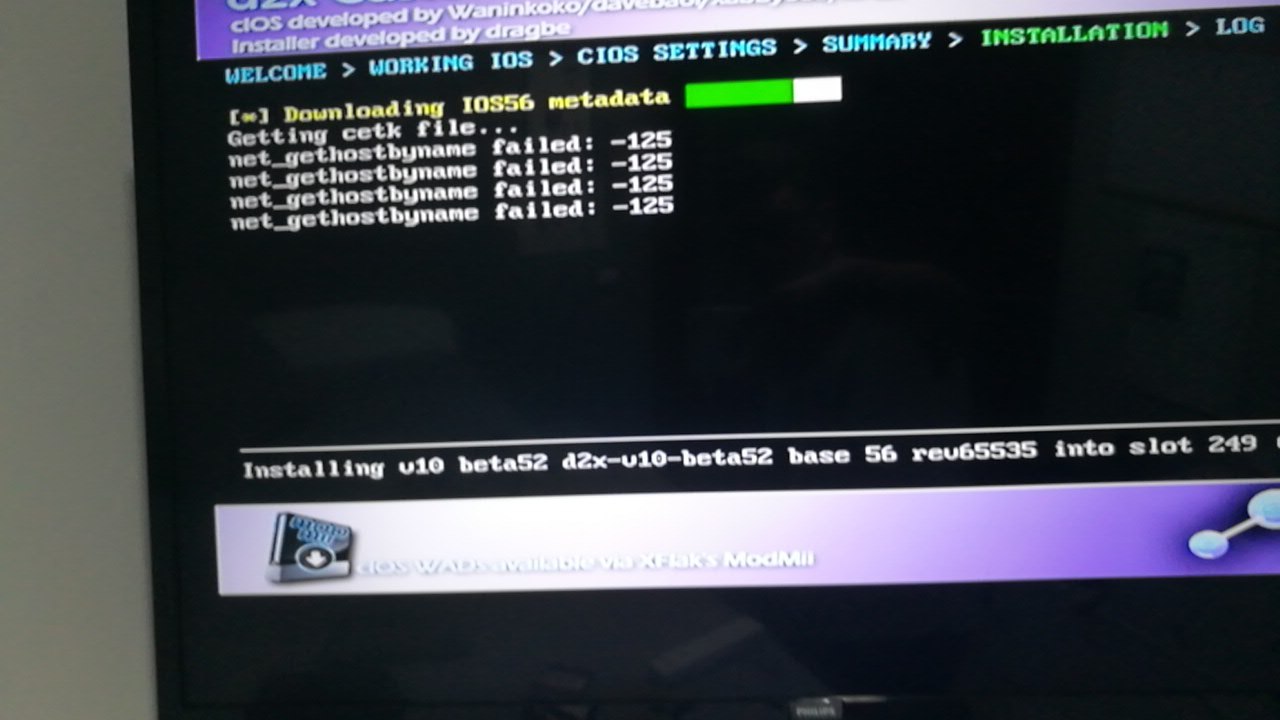 d2x
cIOS developed by Waninkoko/davebaol/
Installer developed by dragbe
WELCOME > WORKING IOS > CIOS SETTINGS > SUMMARY > INSTALLATION > LOG
[*] Downloading IOS56 metadata
Getting cetk file...
net_gethostbyname failed: -125
net_gethostbyname failed: -125
net_gethostbyname failed: -125
net_gethostbyname failed: -125
Installing v10 beta52 d2x-v10-beta52 base 56 rev65535 into slot 249
cIOS WADs available via XFlak's ModMii
PHILIPS